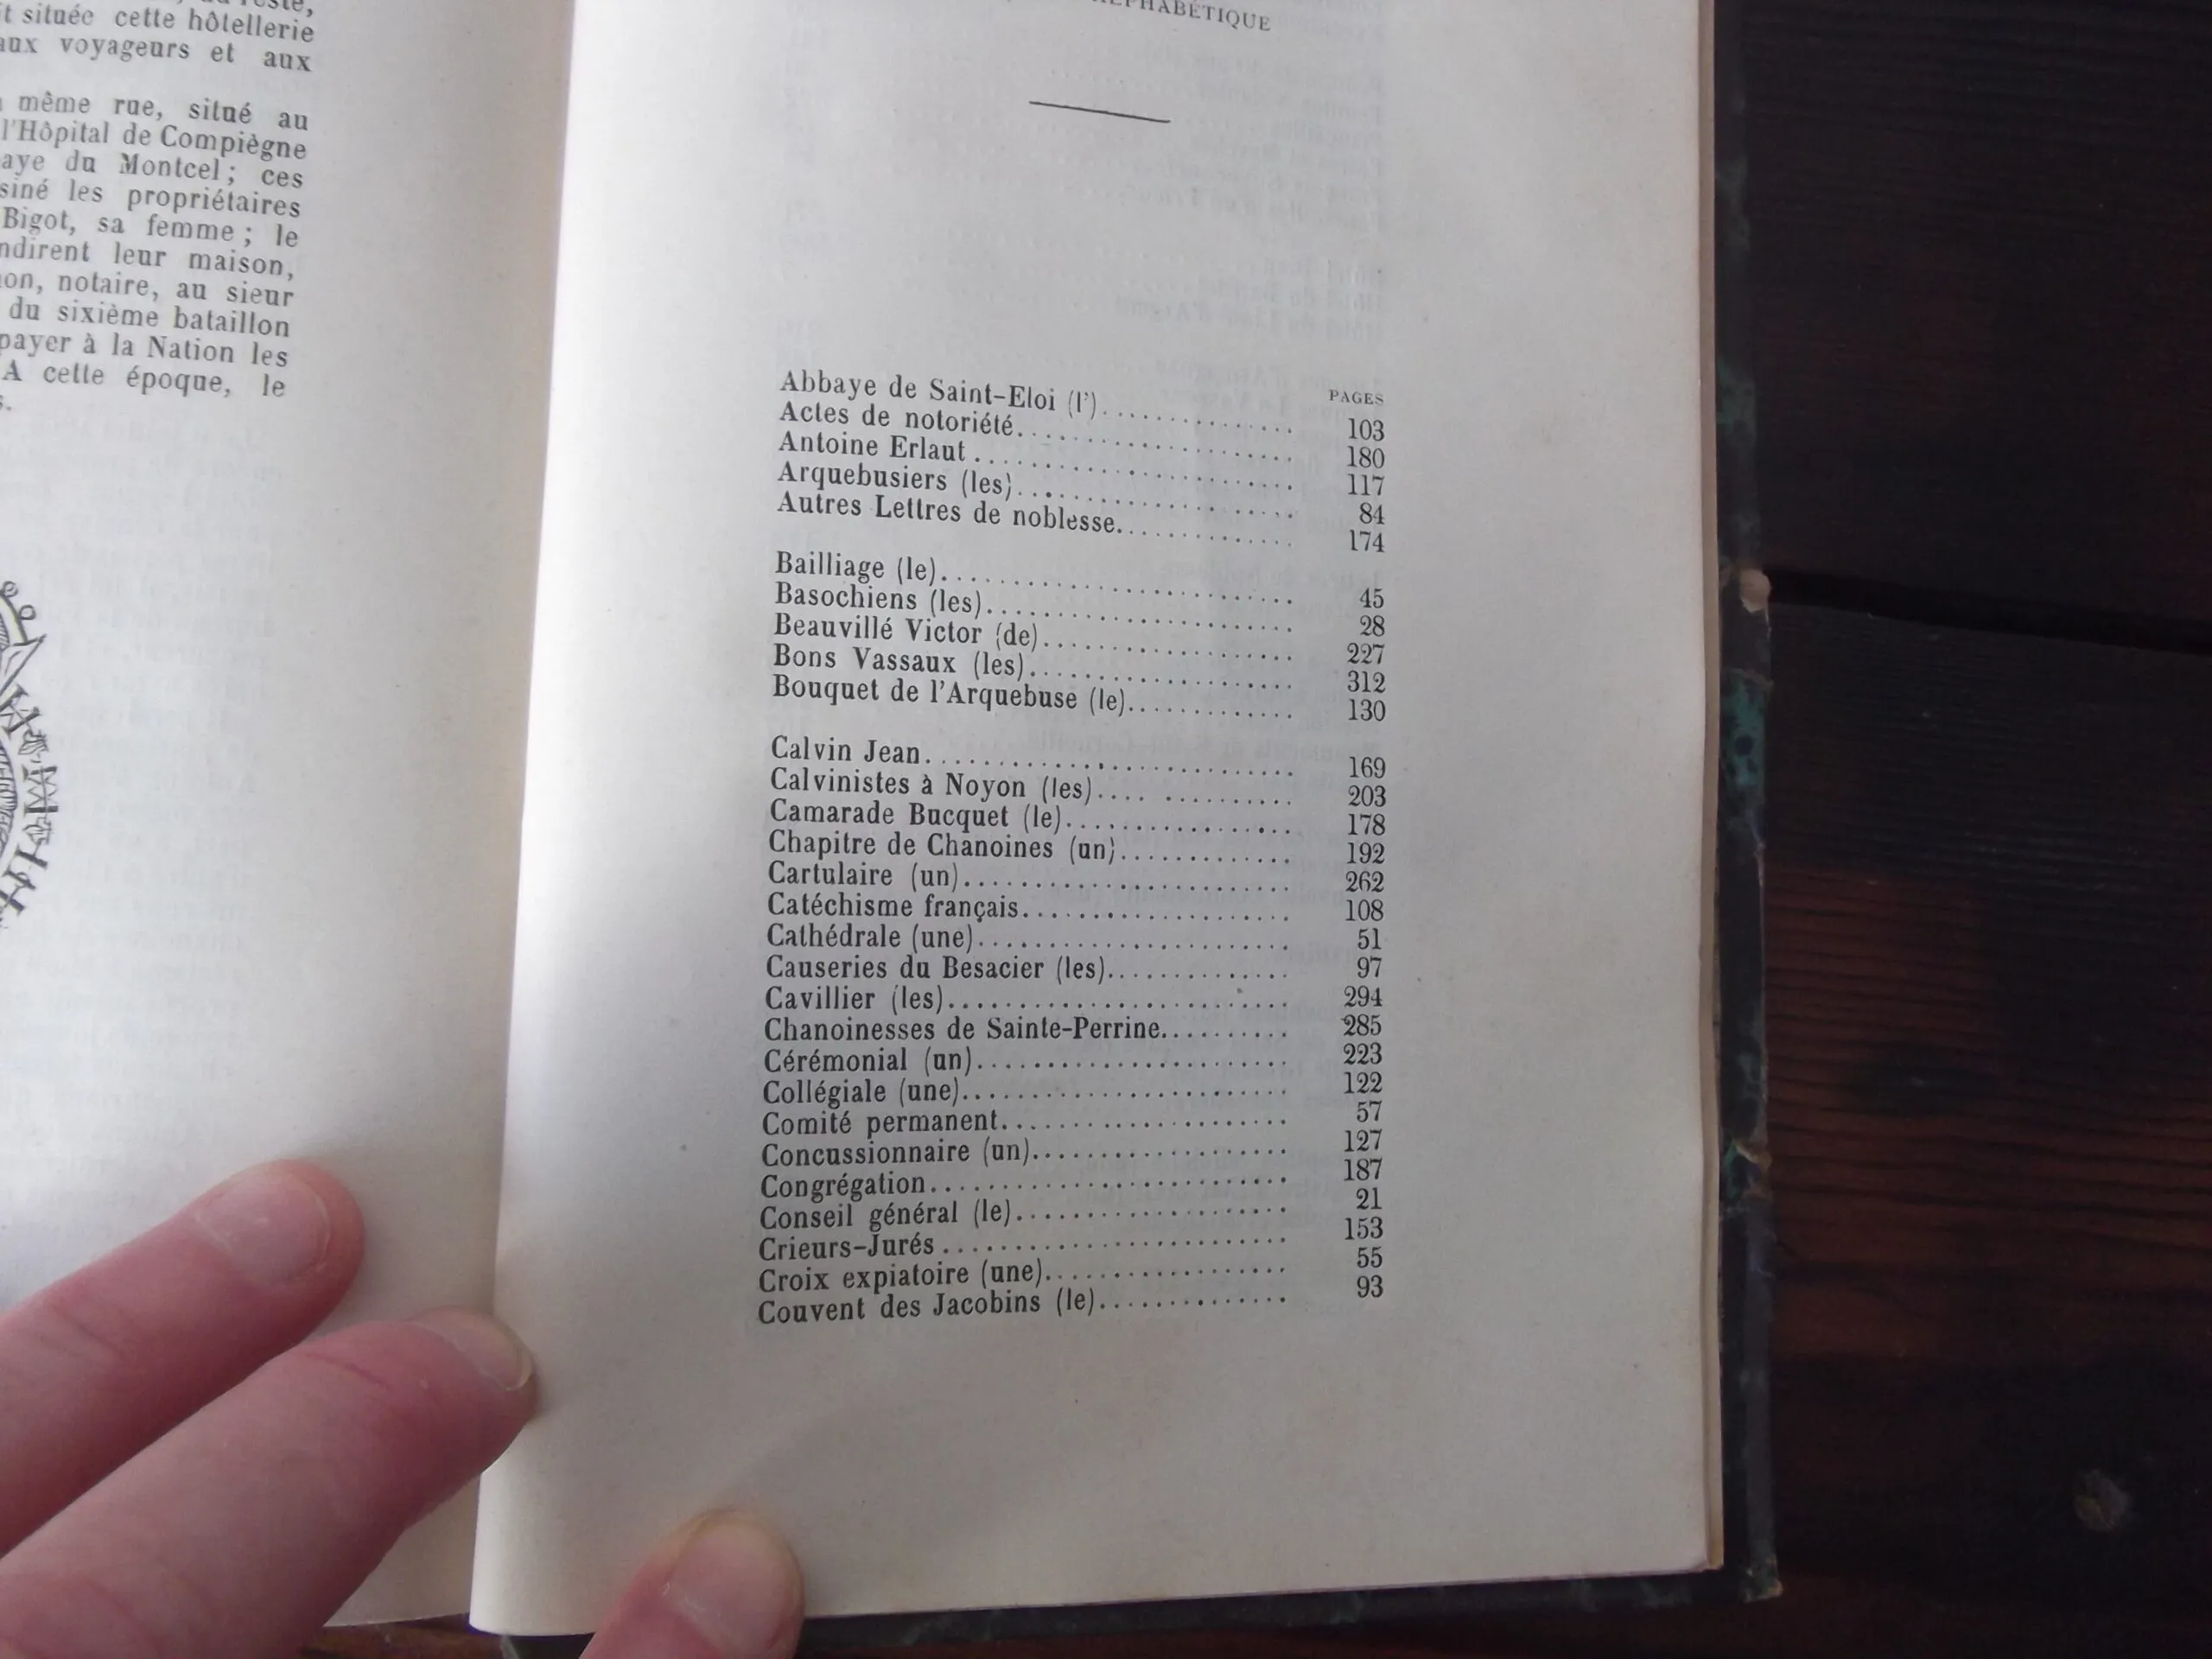 située cette hôtellerie
aux voyageurs et aux
même rue, situé au
l'Hôpital de Compiègne
aye du Montcel ; ces
siné les propriétaires
Bigot, sa femme ; le
ndirent leur maison,
on, notaire, au sieur
du sixième bataillon
payer à la Nation les
A cette époque, le
s.
ALPHABÉTIQUE
PAGES
Abbaye de Saint-Eloi (l') 103
Actes de notoriété 180
Antoine Erlaut 117
Arquebusiers (les) 84
Autres Lettres de noblesse 174
Bailliage (le) 45
Basochiens (les) 28
Beauvillé Victor (de) 227
Bons Vassaux (les) 312
Bouquet de l'Arquebuse (le) 130
Calvin Jean 169
Calvinistes à Noyon (les) 203
Camarade Bucquet (le) 178
Chapitre de Chanoines (un) 192
Cartulaire (un) 262
Catéchisme français 108
Cathédrale (une) 51
Causeries du Besacier (les) 97
Cavillier (les) 294
Chanoinesses de Sainte-Perrine 285
Cérémonial (un) 223
Collégiale (une) 122
Comité permanent 57
Concussionnaire (un) 127
Congrégation 187
Conseil général (le) 21
Crieurs-Jurés 153
Croix expiatoire (une) 55
Couvent des Jacobins (le) 93